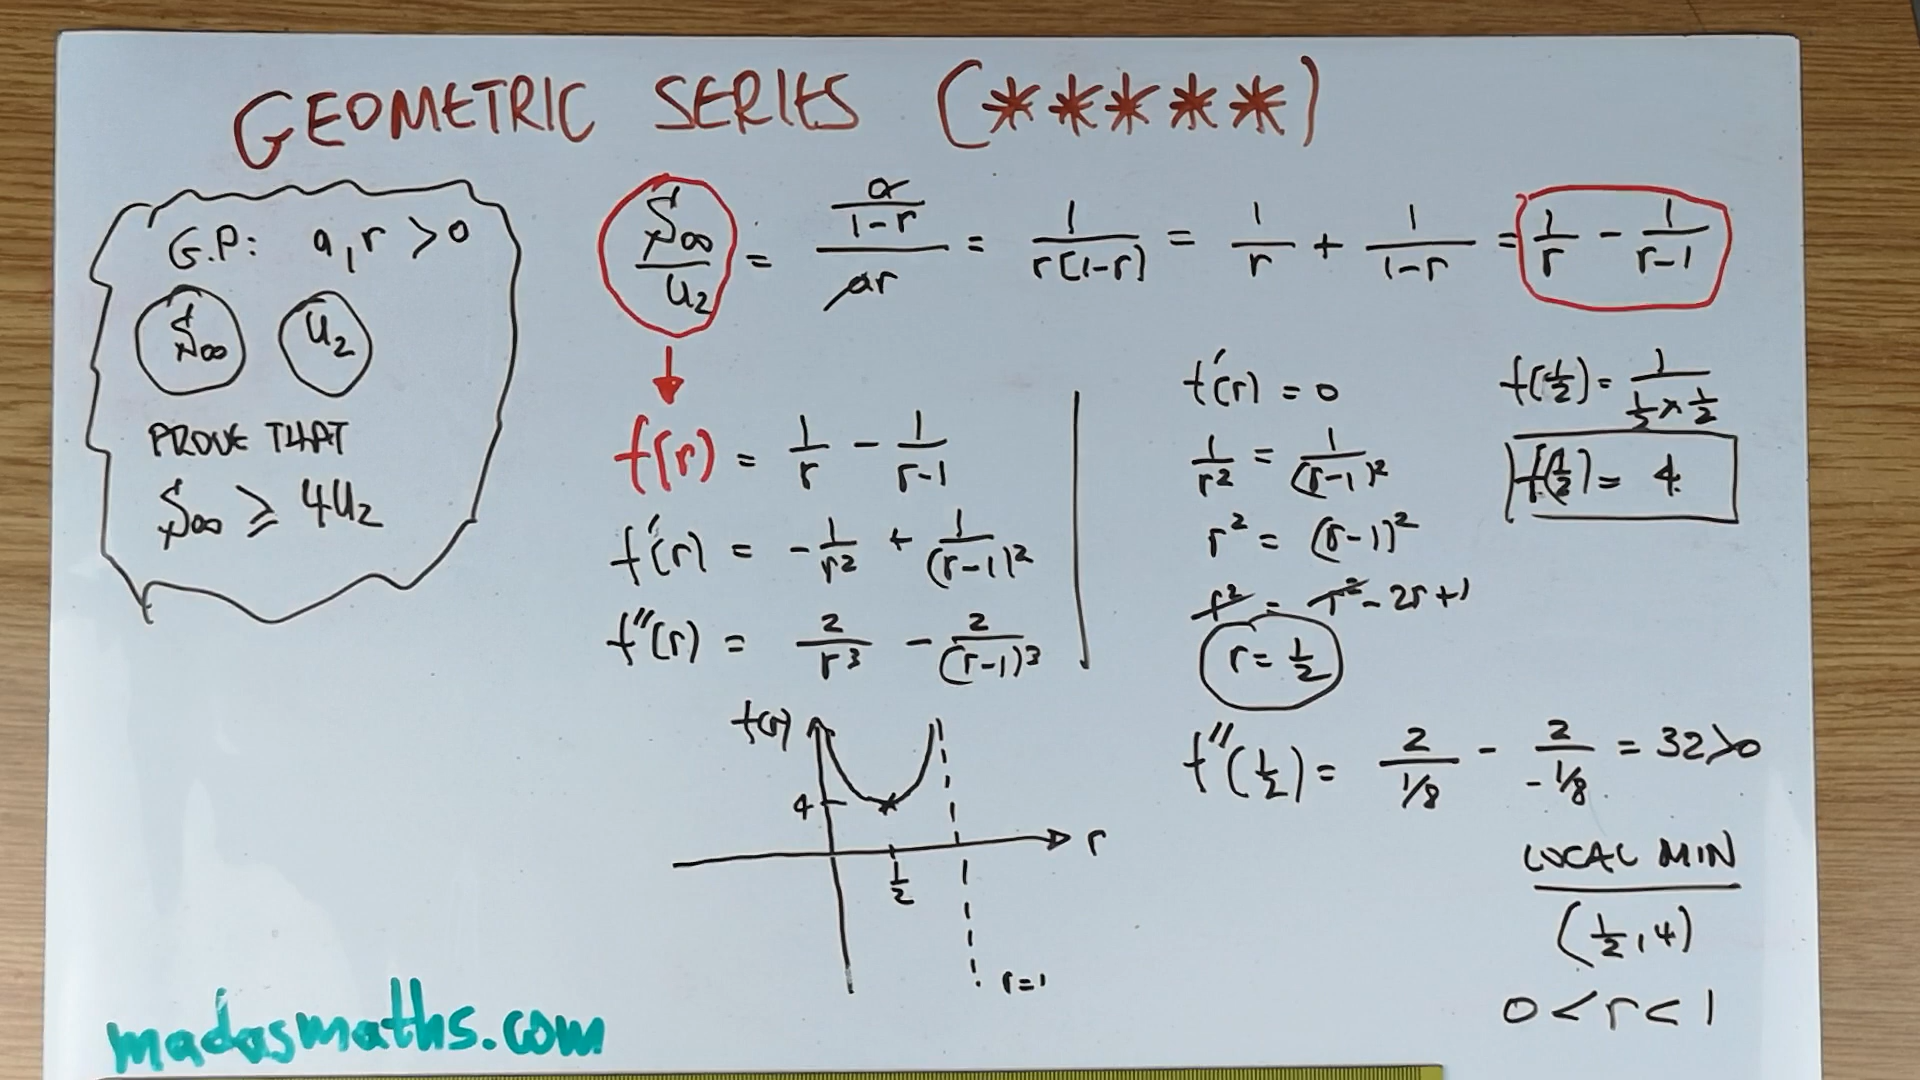 GEOMETRIC SERIES (*****)
G.P: a, r > 0
S∞ U₂
PROVE THAT
S∞ ⩾ 4U₂
S∞/U₂ = (a/(1-r))/(ar) = 1/(r(1-r)) = 1/r + 1/(1-r) = 1/r - 1/(r-1)
f(r) = 1/r - 1/(r-1)
f'(r) = -1/r² + 1/(r-1)²
f''(r) = 2/r³ - 2/(r-1)³
f'(r) = 0
1/r² = 1/(r-1)²
r² = (r-1)²
r² = r² - 2r + 1
r = 1/2
f(1/2) = 1/(1/2 × 1/2)
f(1/2) = 4
f''(1/2) = 2/(1/8) - 2/(-1/8) = 32 > 0
LOCAL MIN
(1/2, 4)
0 < r < 1
f(r)
4
r
1/2
r=1
madasmaths.com